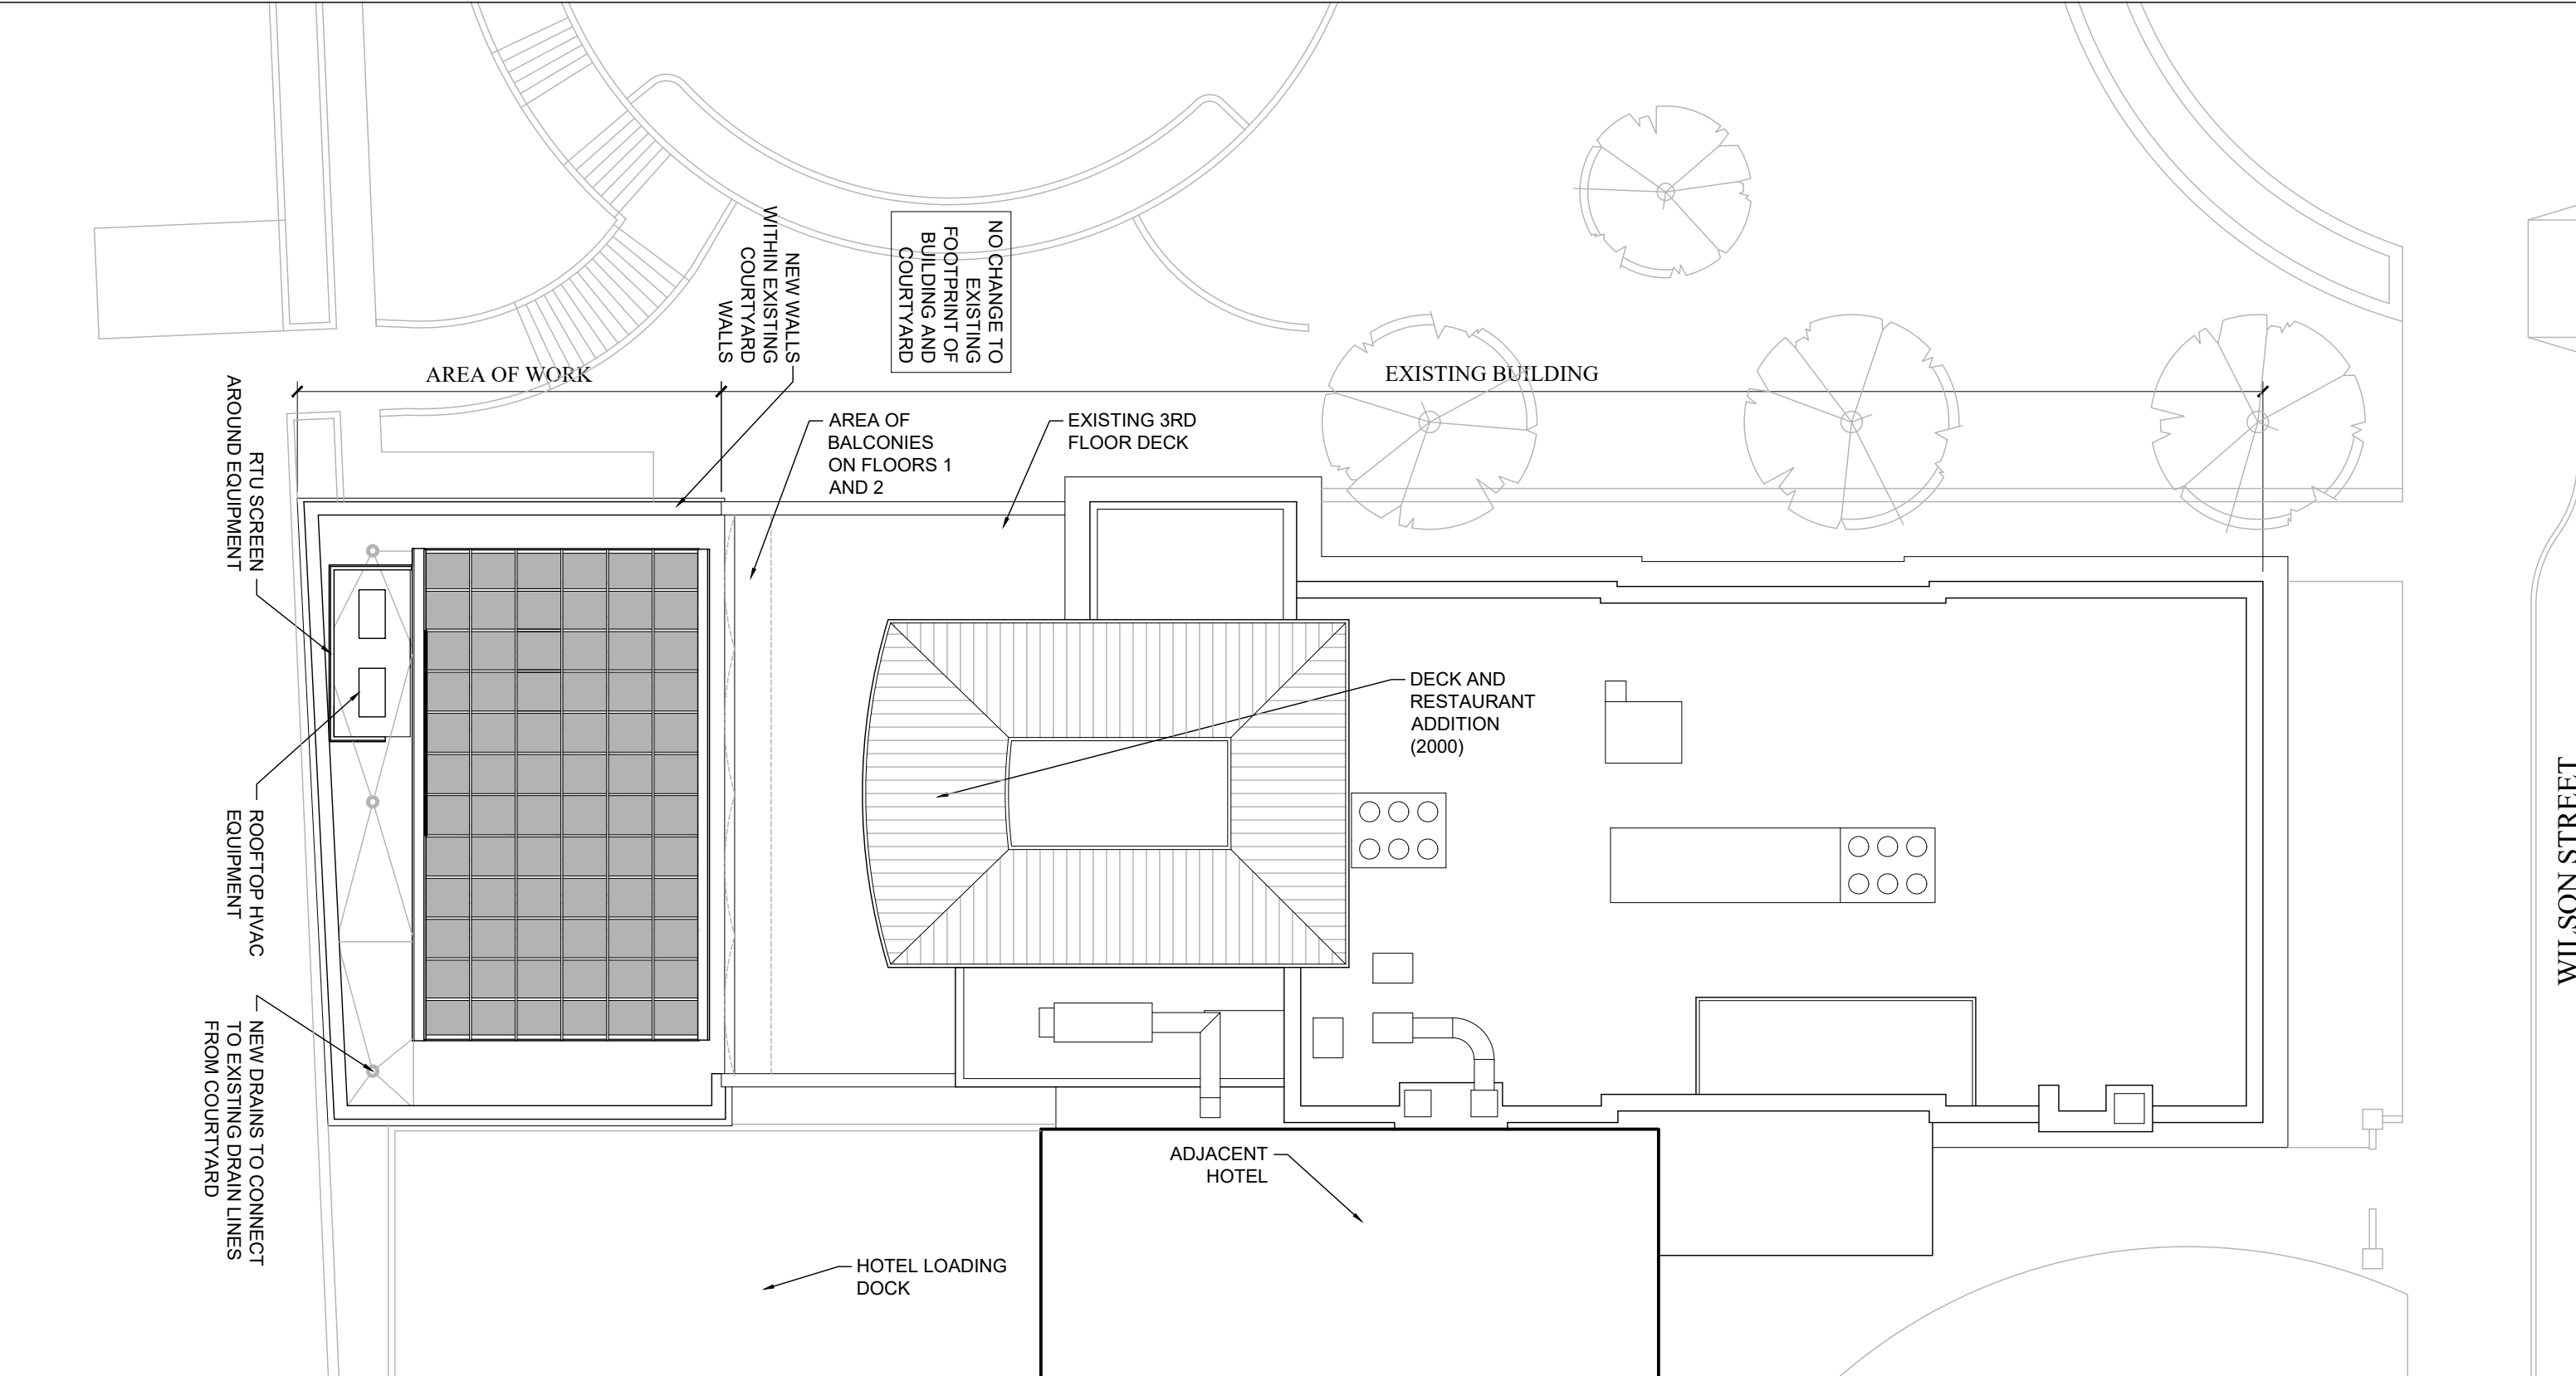 NO CHANGE TO
EXISTING
FOOTPRINT OF
BUILDING AND
COURTYARD
NEW WALLS
WITHIN EXISTING
COURTYARD
WALLS
AREA OF WORK
EXISTING BUILDING
RTU SCREEN
AROUND EQUIPMENT
AREA OF
BALCONIES
ON FLOORS 1
AND 2
EXISTING 3RD
FLOOR DECK
DECK AND
RESTAURANT
ADDITION
(2000)
ROOFTOP HVAC
EQUIPMENT
NEW DRAINS TO CONNECT
TO EXISTING DRAIN LINES
FROM COURTYARD
ADJACENT
HOTEL
HOTEL LOADING
DOCK
WILSON STREET